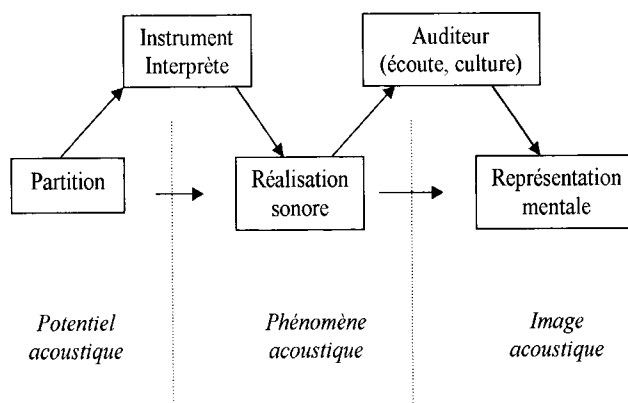 Instrument
Interprète
Auditeur
(écoute, culture)
Partition
Réalisation
sonore
Représentation
mentale
Potentiel
acoustique
Phénomène
acoustique
Image
acoustique